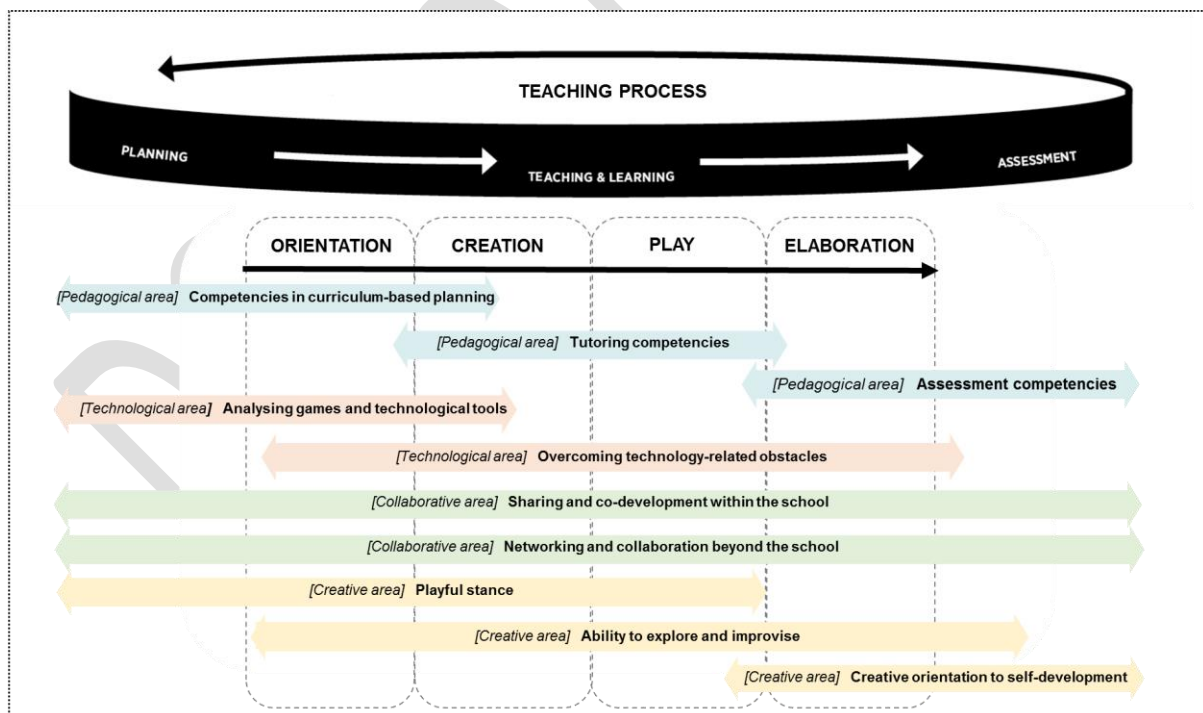 TEACHING PROCESS
PLANNING
TEACHING & LEARNING
ASSESSMENT
ORIENTATION
CREATION
PLAY
ELABORATION
[Pedagogical area] Competencies in curriculum-based planning
[Pedagogical area] Tutoring competencies
[Pedagogical area] Assessment competencies
[Technological area] Analysing games and technological tools
[Technological area] Overcoming technology-related obstacles
[Collaborative area] Sharing and co-development within the school
[Collaborative area] Networking and collaboration beyond the school
[Creative area] Playful stance
[Creative area] Ability to explore and improvise
[Creative area] Creative orientation to self-development